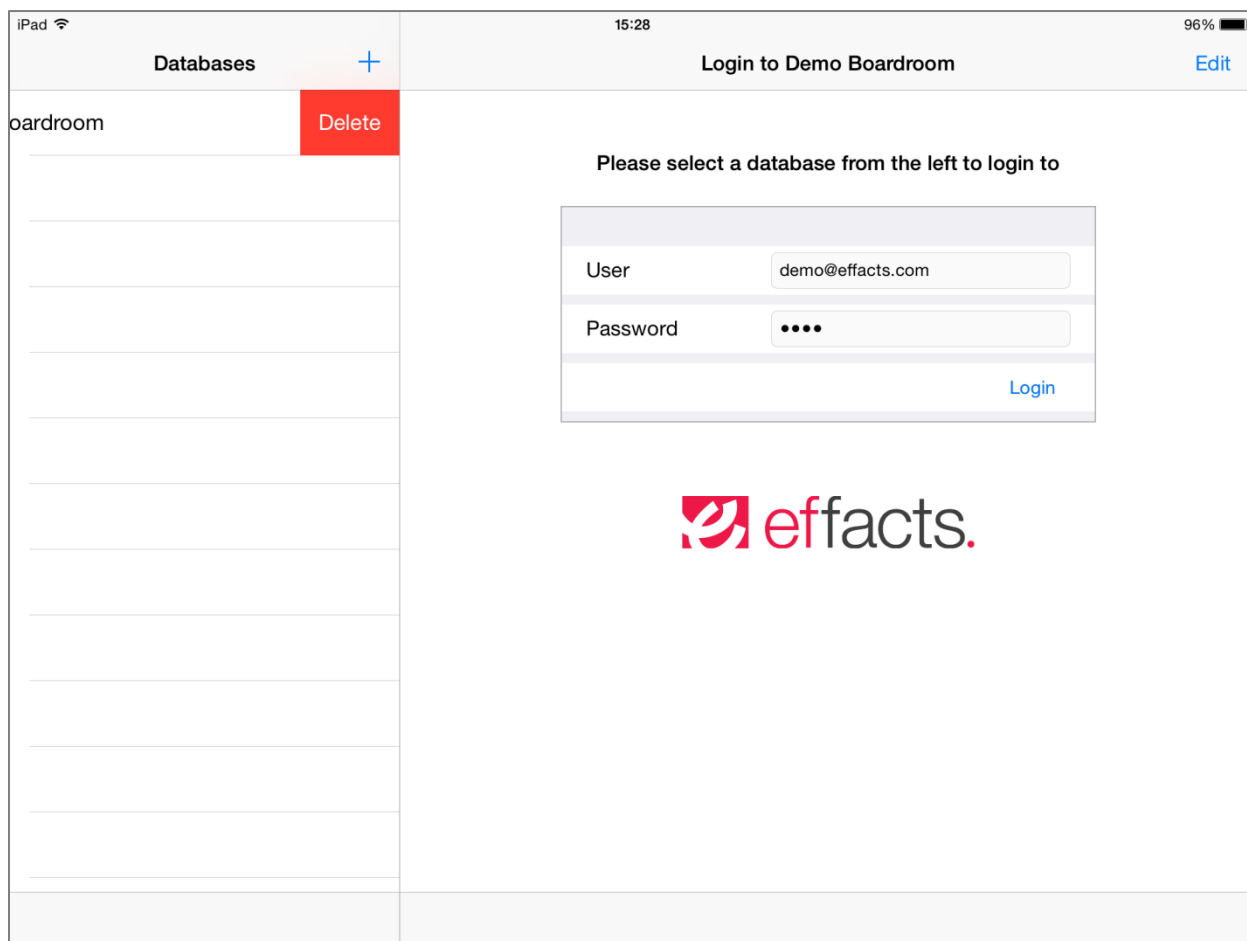 iPad 15:28 96%
Databases + Login to Demo Boardroom Edit
oardroom Delete
Please select a database from the left to login to
User demo@effacts.com
Password ••••
Login
effacts.